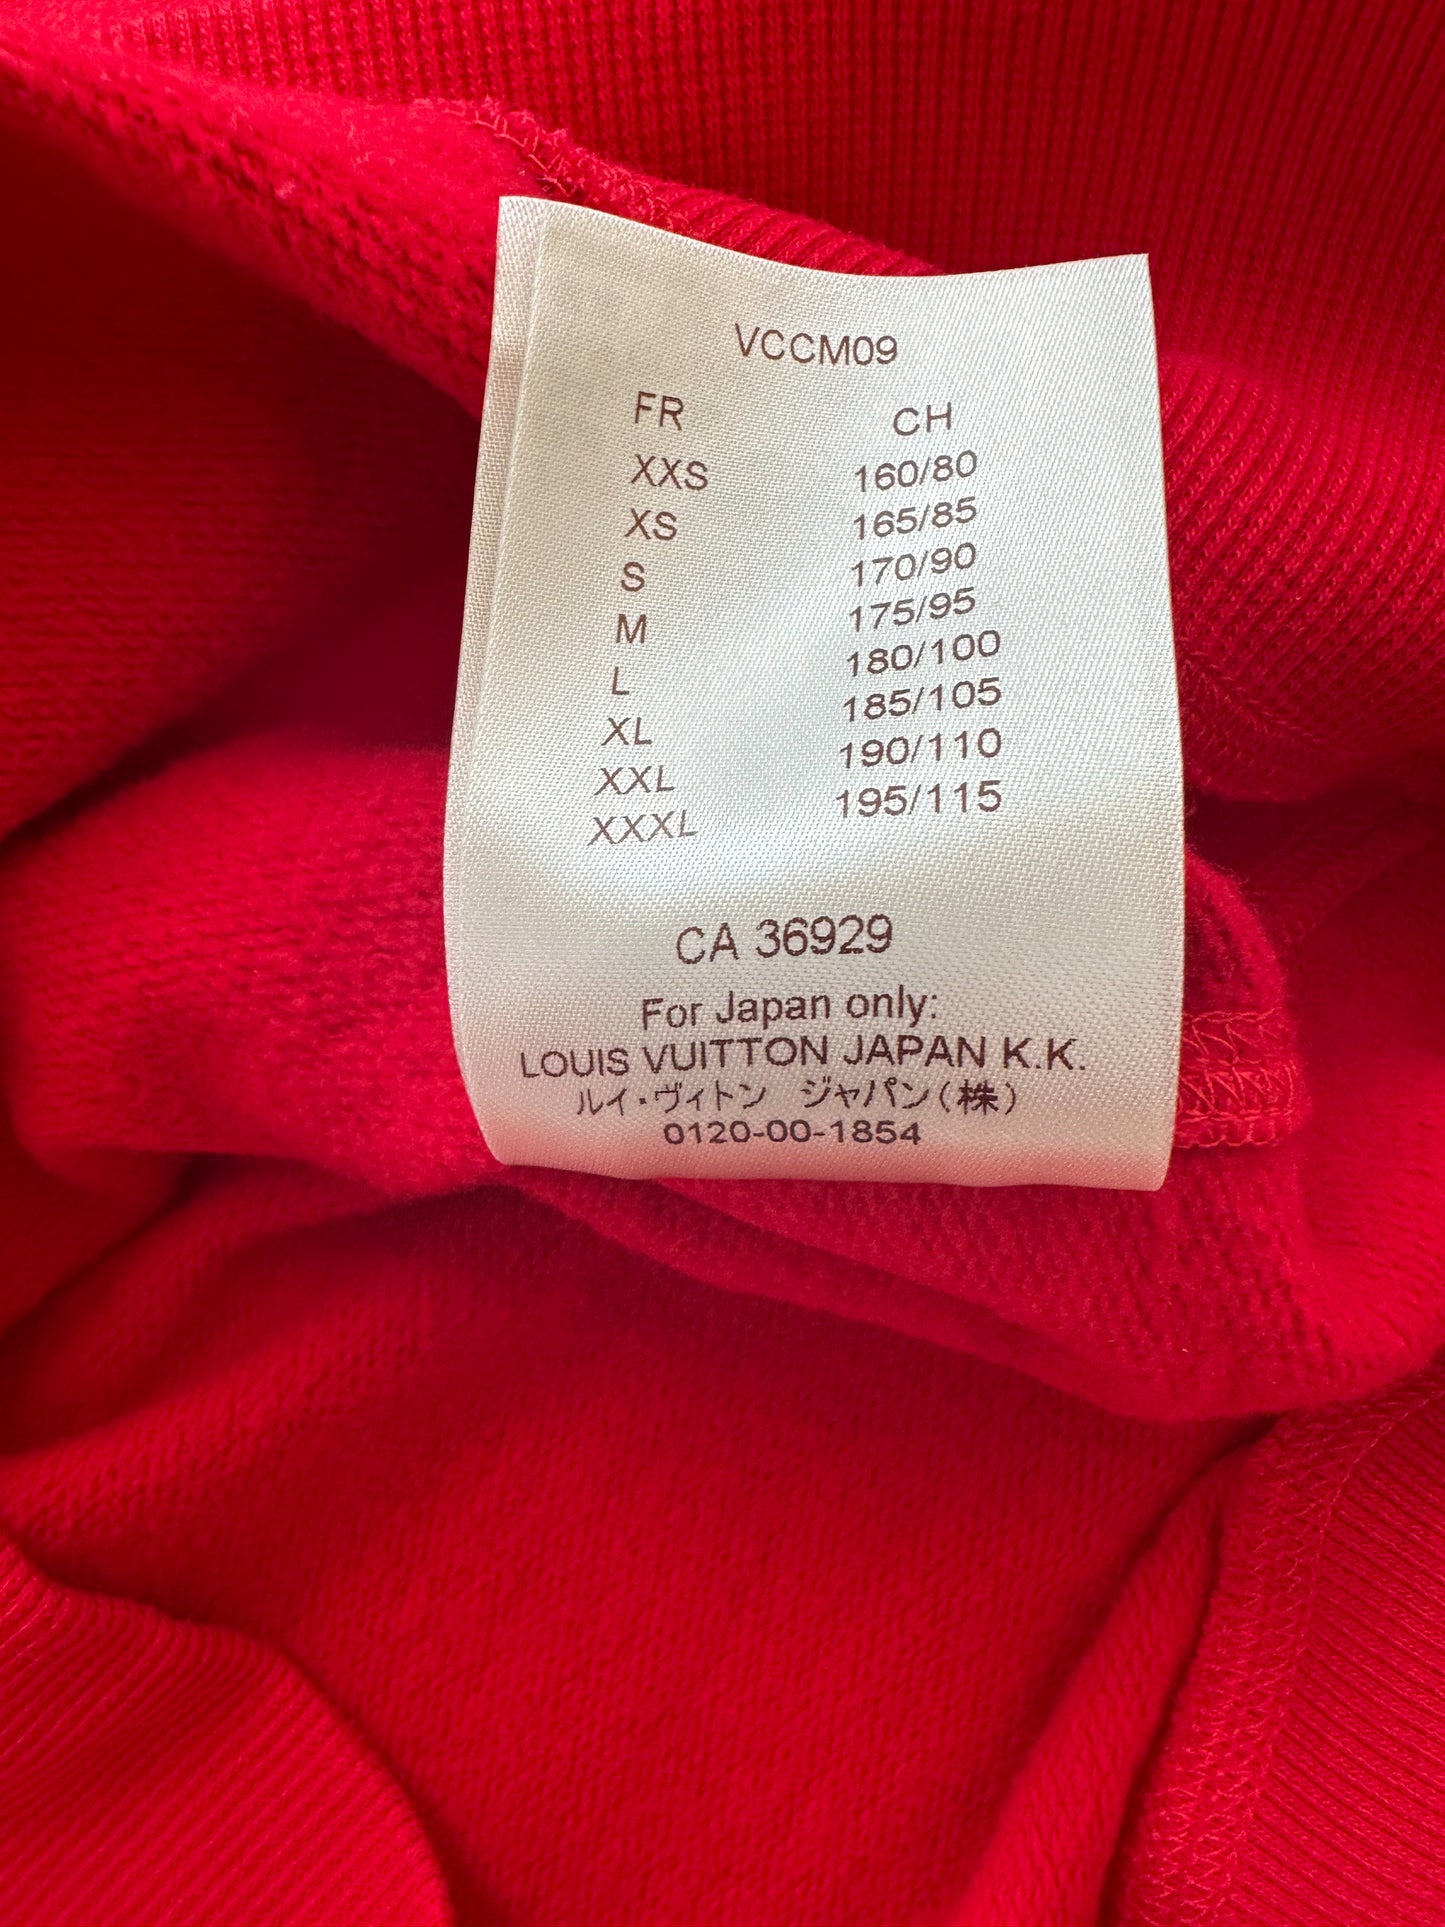 VCCM09
FR CH
XXS 160/80
XS 165/85
S 170/90
M 175/95
L 180/100
XL 185/105
XXL 190/110
XXXL 195/115
CA 36929
For Japan only:
LOUIS VUITTON JAPAN K.K.
ルイ・ヴィトン ジャパン(株)
0120-00-1854